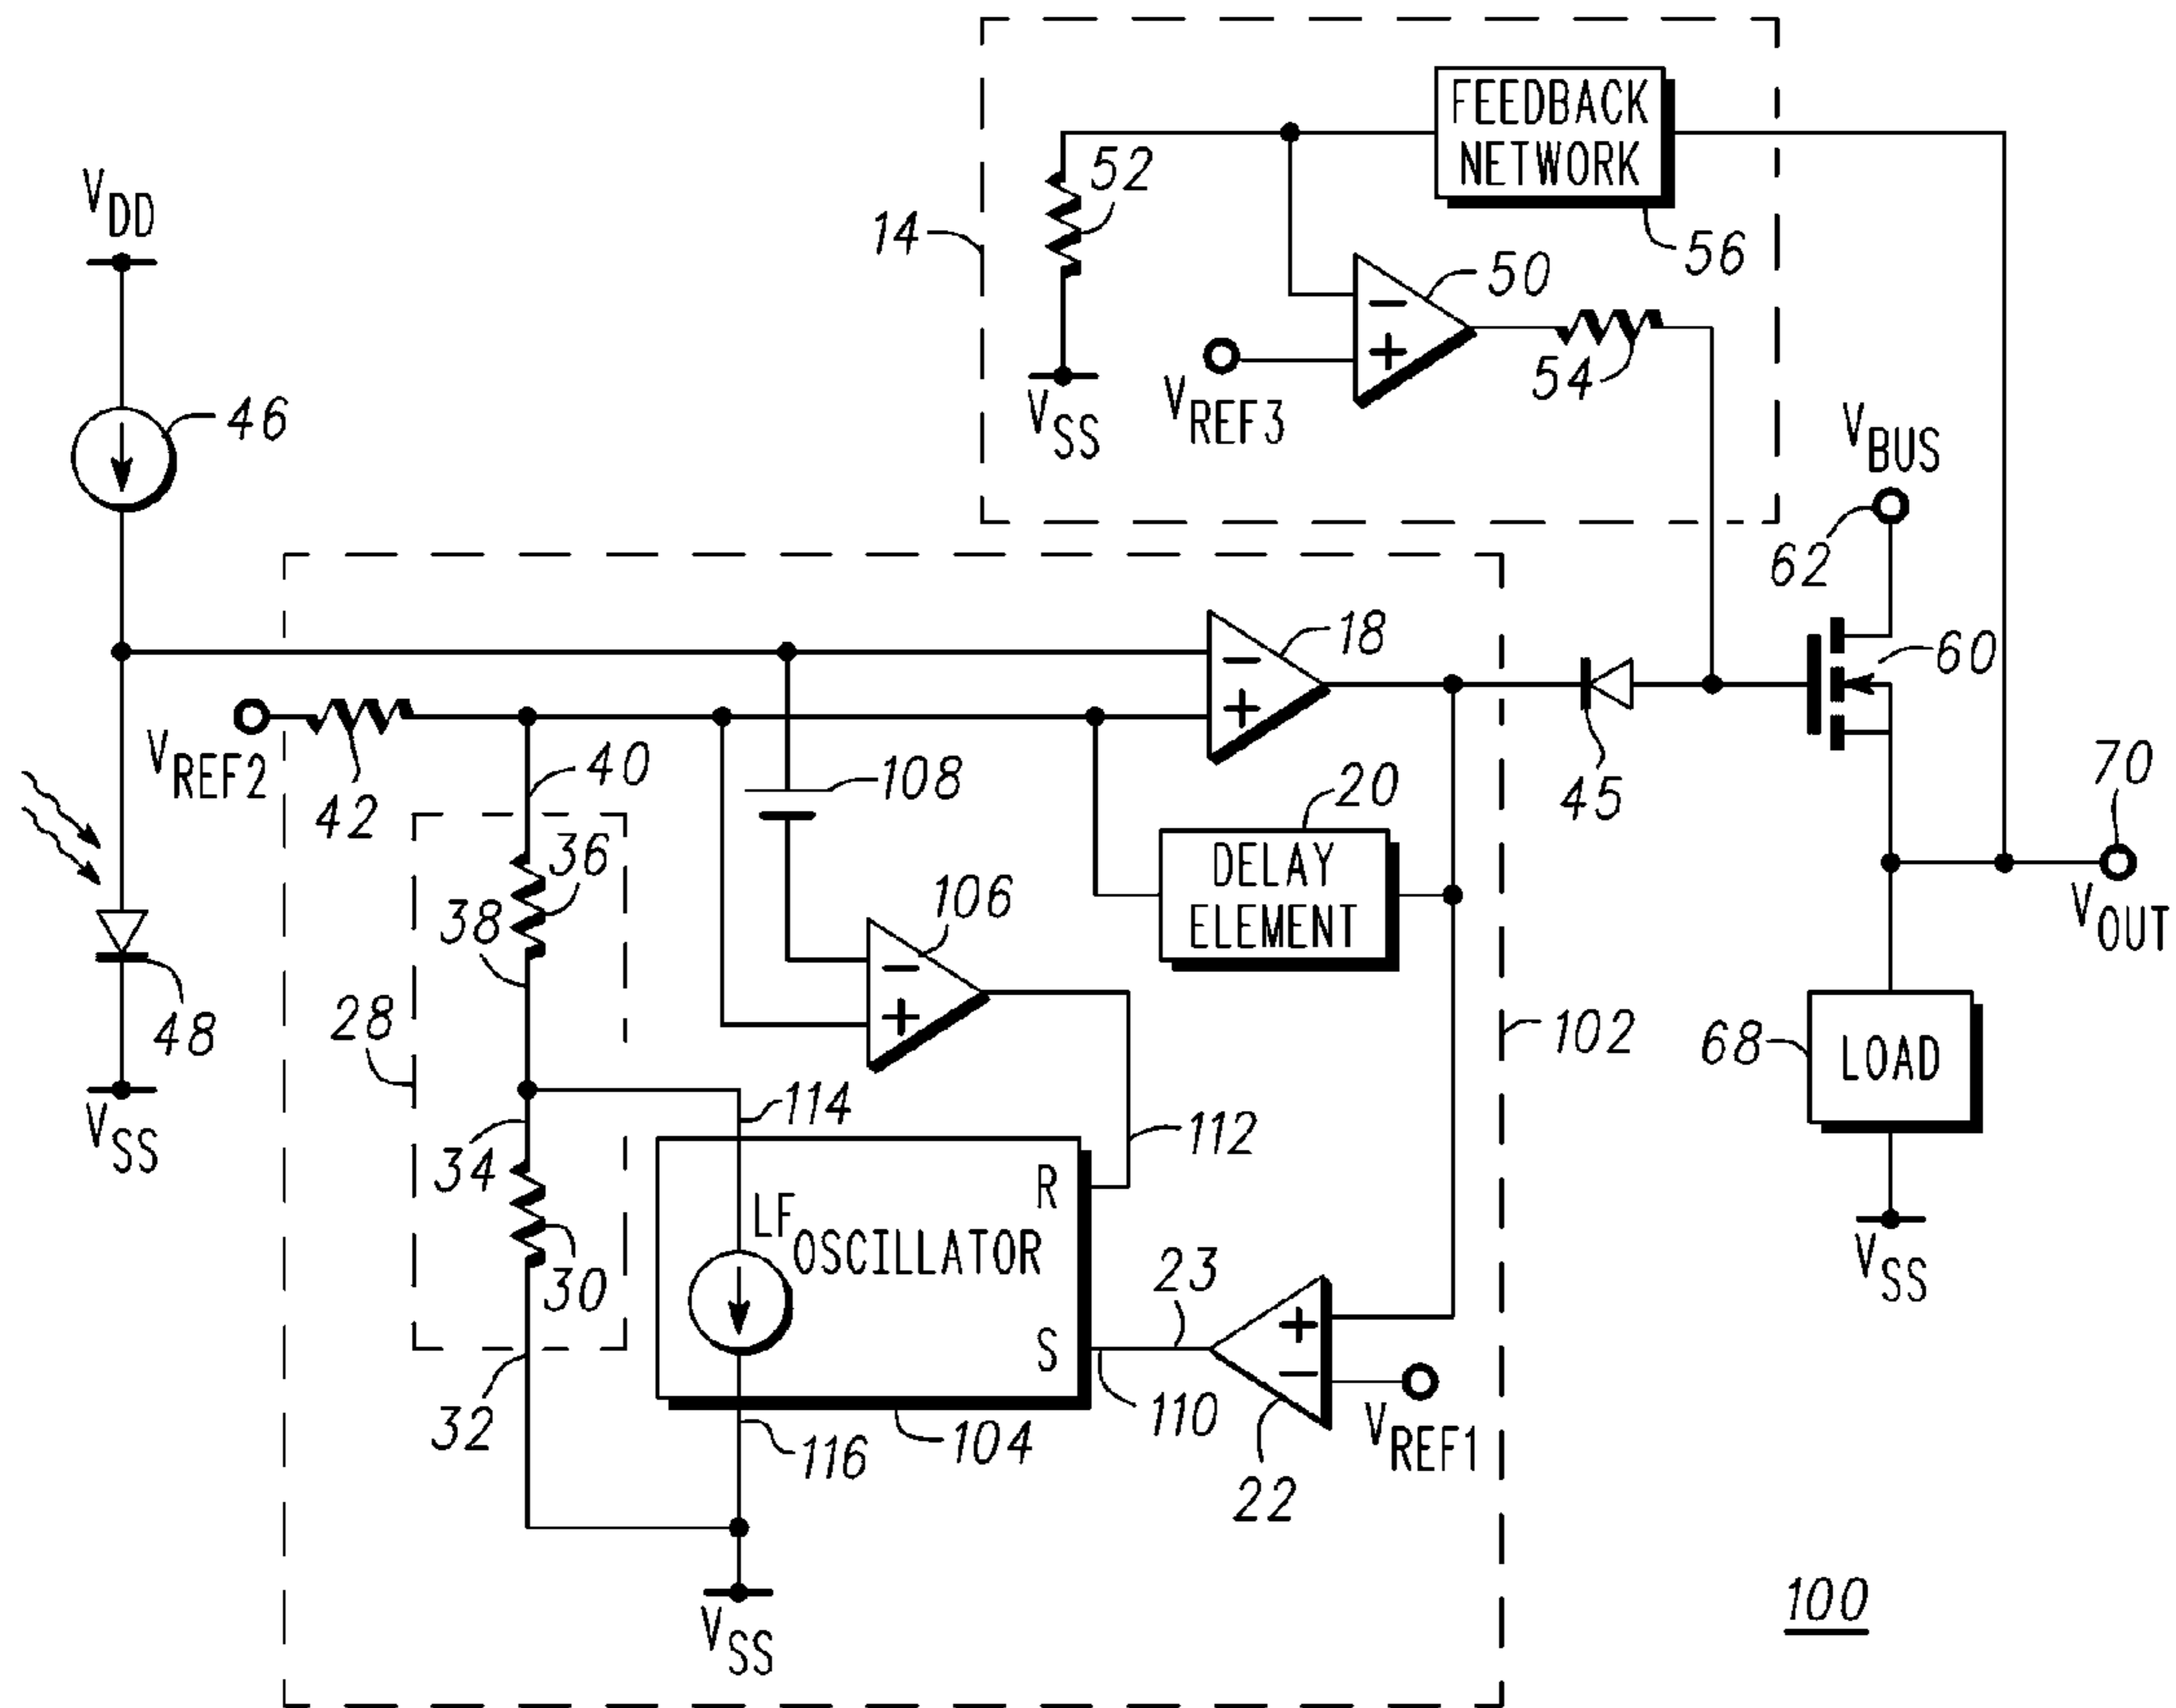 FEEDBACK
NETWORK
52
14
56
VDD
50
54
VREF3
VSS
46
VBUS
62
18
60
VREF2
42
40
108
20
45
70
36
DELAY
ELEMENT
106
38
VOUT
28
48
102
68
LOAD
VSS
114
112
34
R
LF
OSCILLATOR
23
30
S
VSS
32
116
104
110
VREF1
22
VSS
100